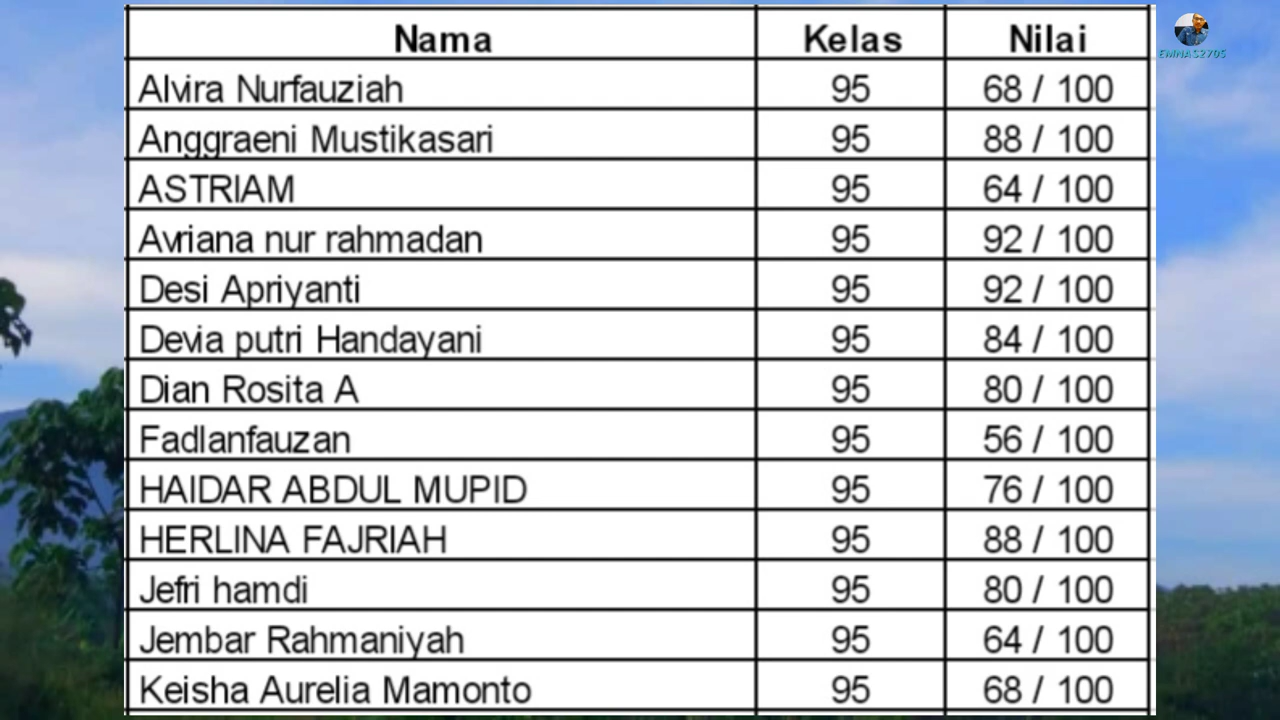 Nama Kelas Nilai
Alvira Nurfauziah 95 68 / 100
Anggraeni Mustikasari 95 88 / 100
ASTRIAM 95 64 / 100
Avriana nur rahmadan 95 92 / 100
Desi Apriyanti 95 92 / 100
Devia putri Handayani 95 84 / 100
Dian Rosita A 95 80 / 100
Fadlanfauzan 95 56 / 100
HAIDAR ABDUL MUPID 95 76 / 100
HERLINA FAJRIAH 95 88 / 100
Jefri hamdi 95 80 / 100
Jembar Rahmaniyah 95 64 / 100
Keisha Aurelia Mamonto 95 68 / 100
EMNAS2705